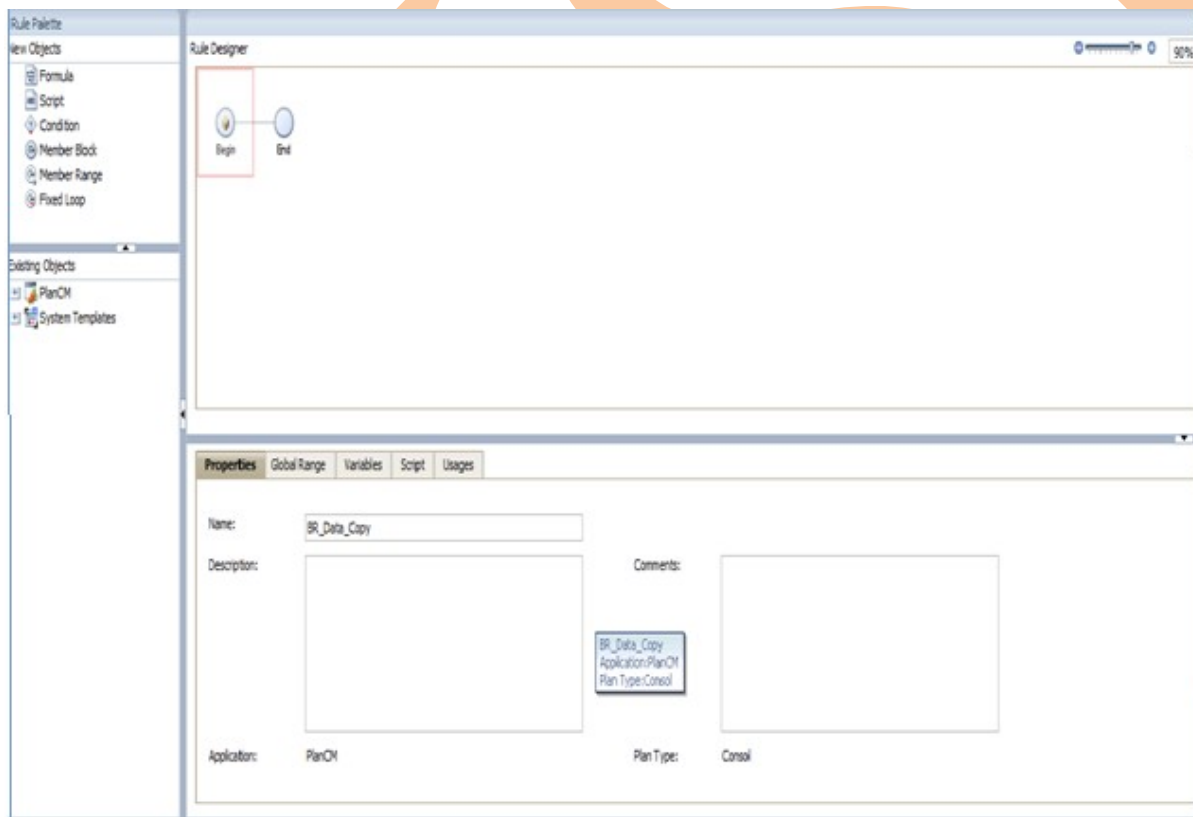 Rule Palette
New Objects
Formula
Script
Condition
Member Block
Member Range
Fixed Loop
Existing Objects
PlanCM
System Templates
Rule Designer
90%
Begin
End
Properties Global Range Variables Script Usages
Name: BR_Data_Copy
Description:
Comments:
BR_Data_Copy
Application:PlanCM
Plan Type:Consol
Application: PlanCM
Plan Type: Consol